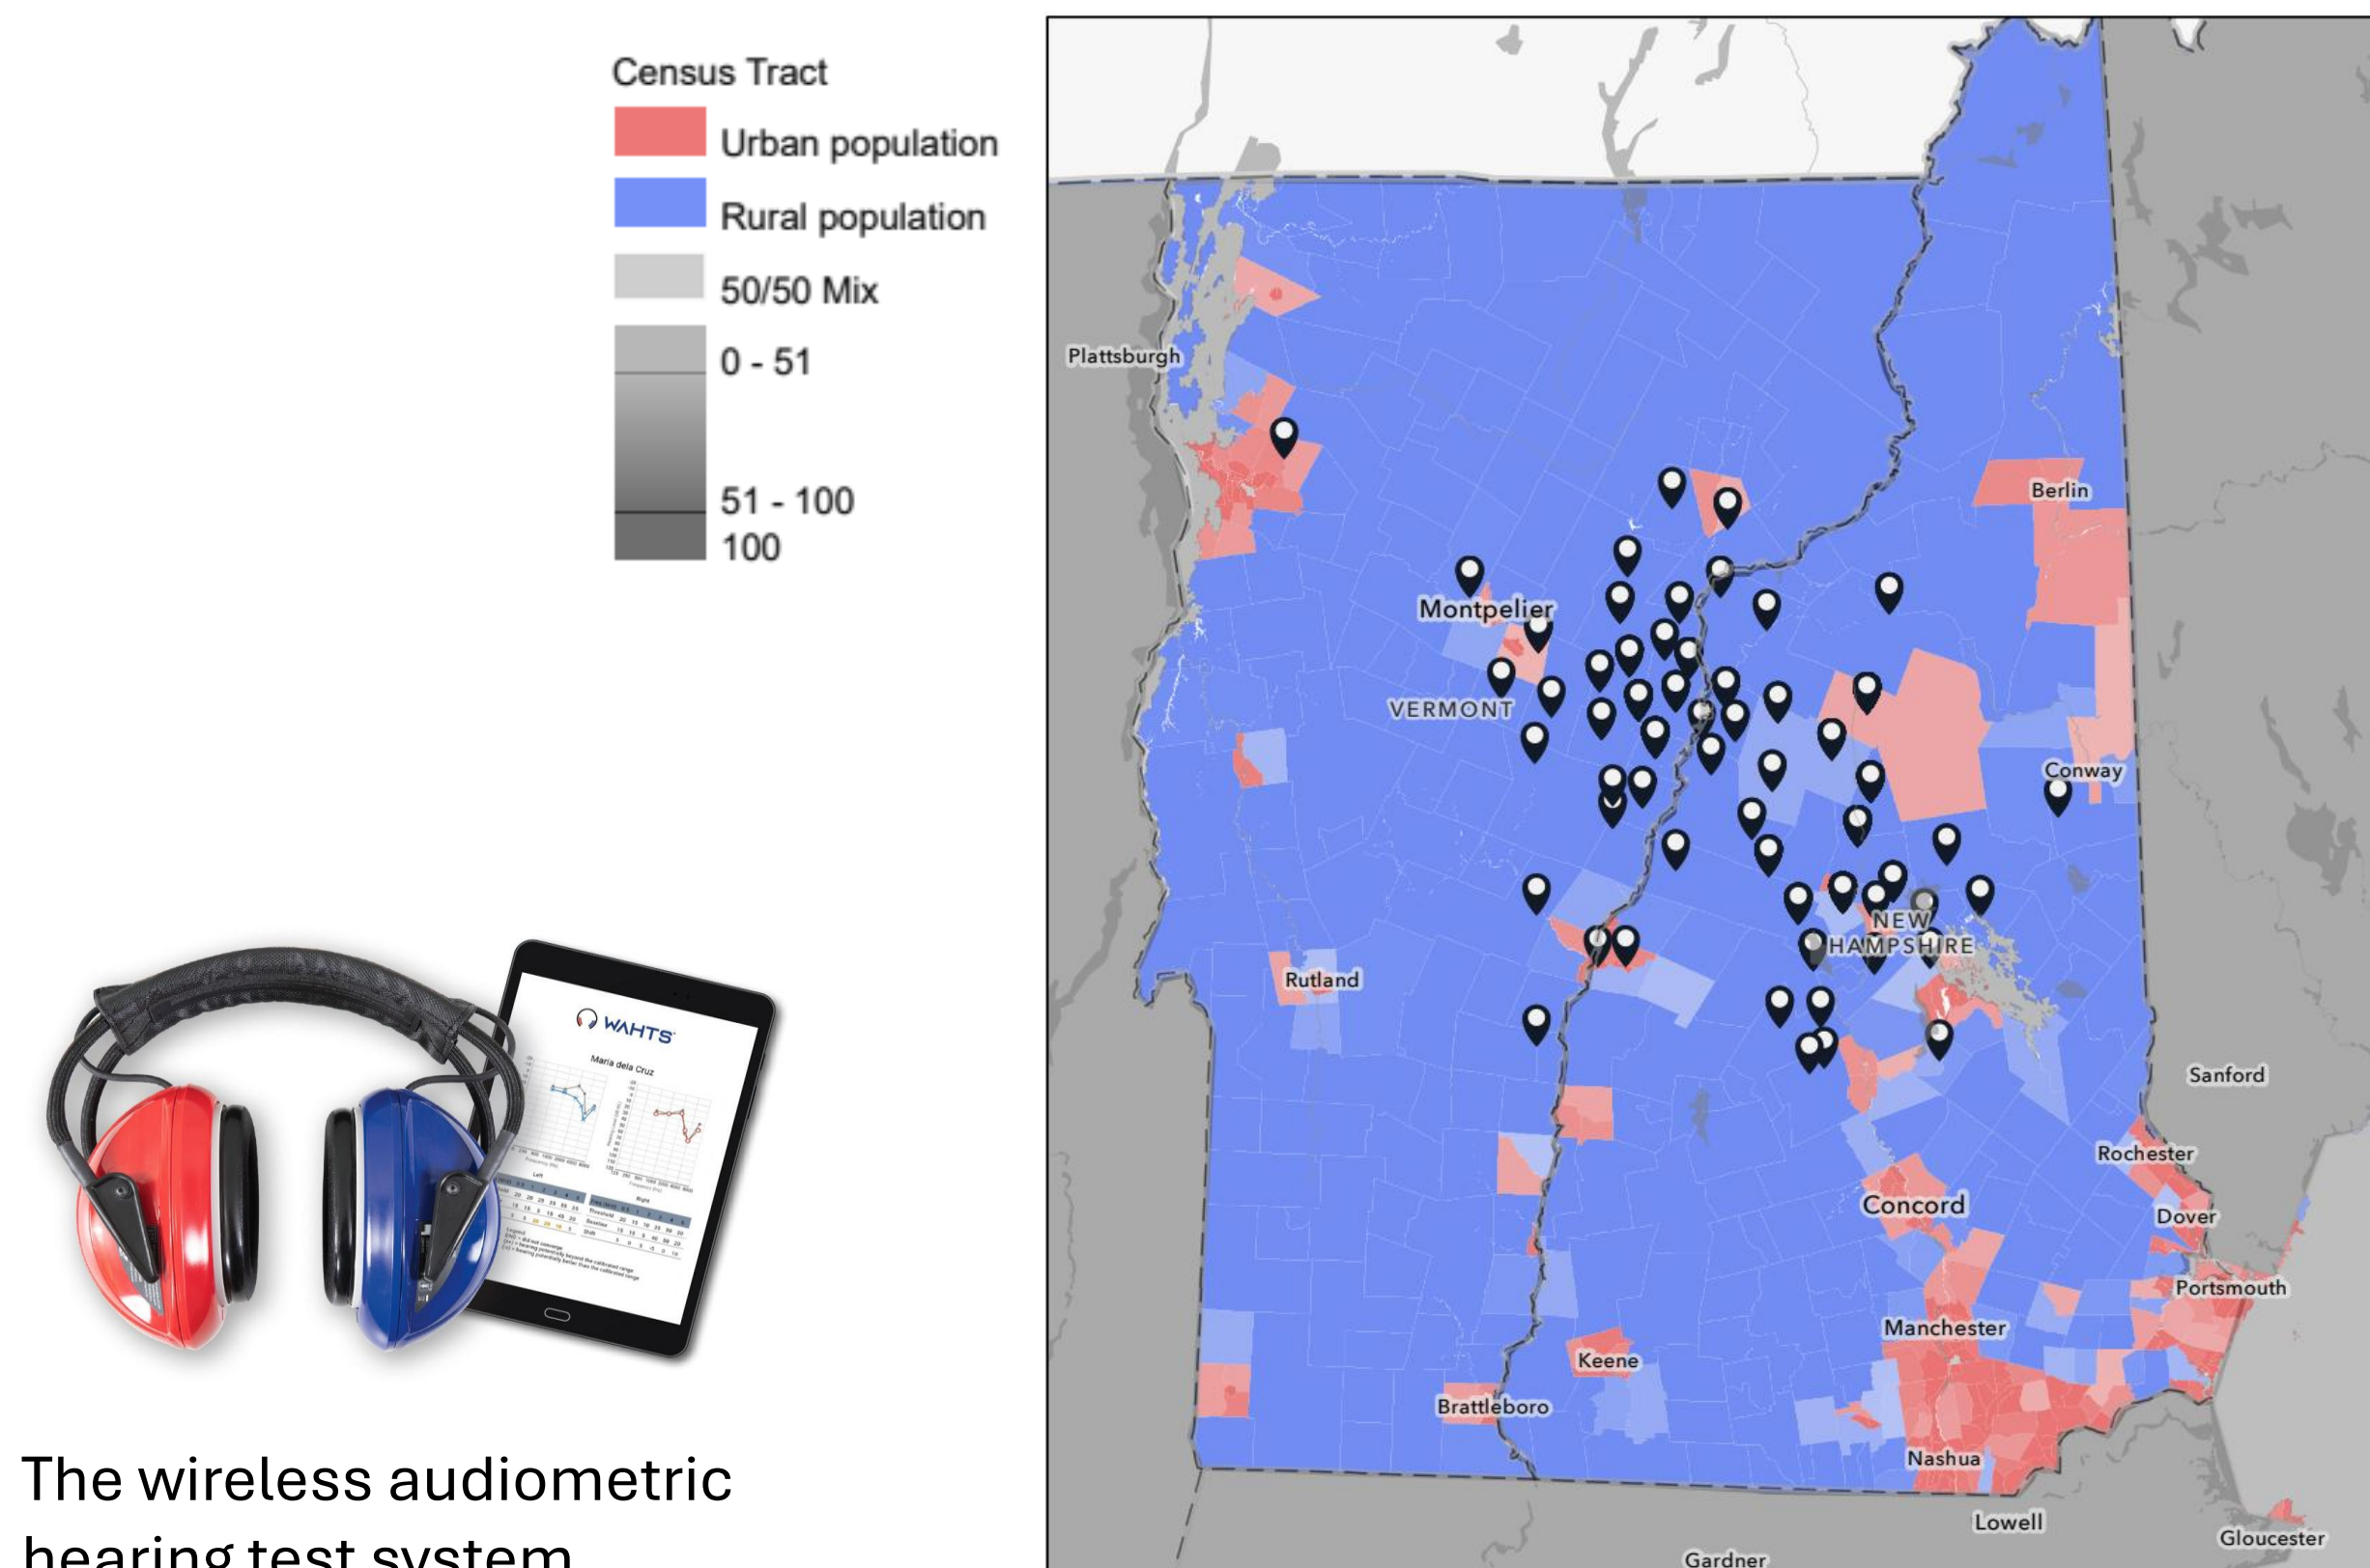 Census Tract
Urban population
Rural population
50/50 Mix
0 - 51
51 - 100
100
Plattsburgh
Berlin
Montpelier
VERMONT
Conway
NEW
HAMPSHIRE
Rutland
Sanford
Rochester
Concord
Dover
Portsmouth
Manchester
Keene
Brattleboro
Nashua
Lowell
Gloucester
Gardner
WAHTS
Maria dela Cruz
Left
Right
The wireless audiometric
hearing test system